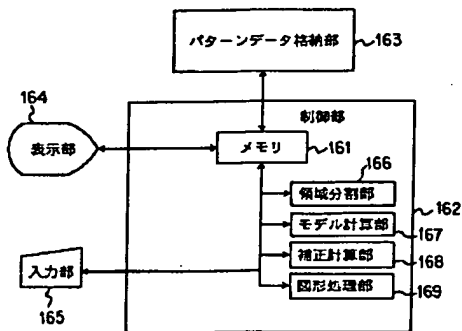 パターンデータ格納部
163
164
制御部
表示部
メモリ
161
166
領域分割部
162
モデル計算部
167
入力部
補正計算部
168
165
図形処理部
169